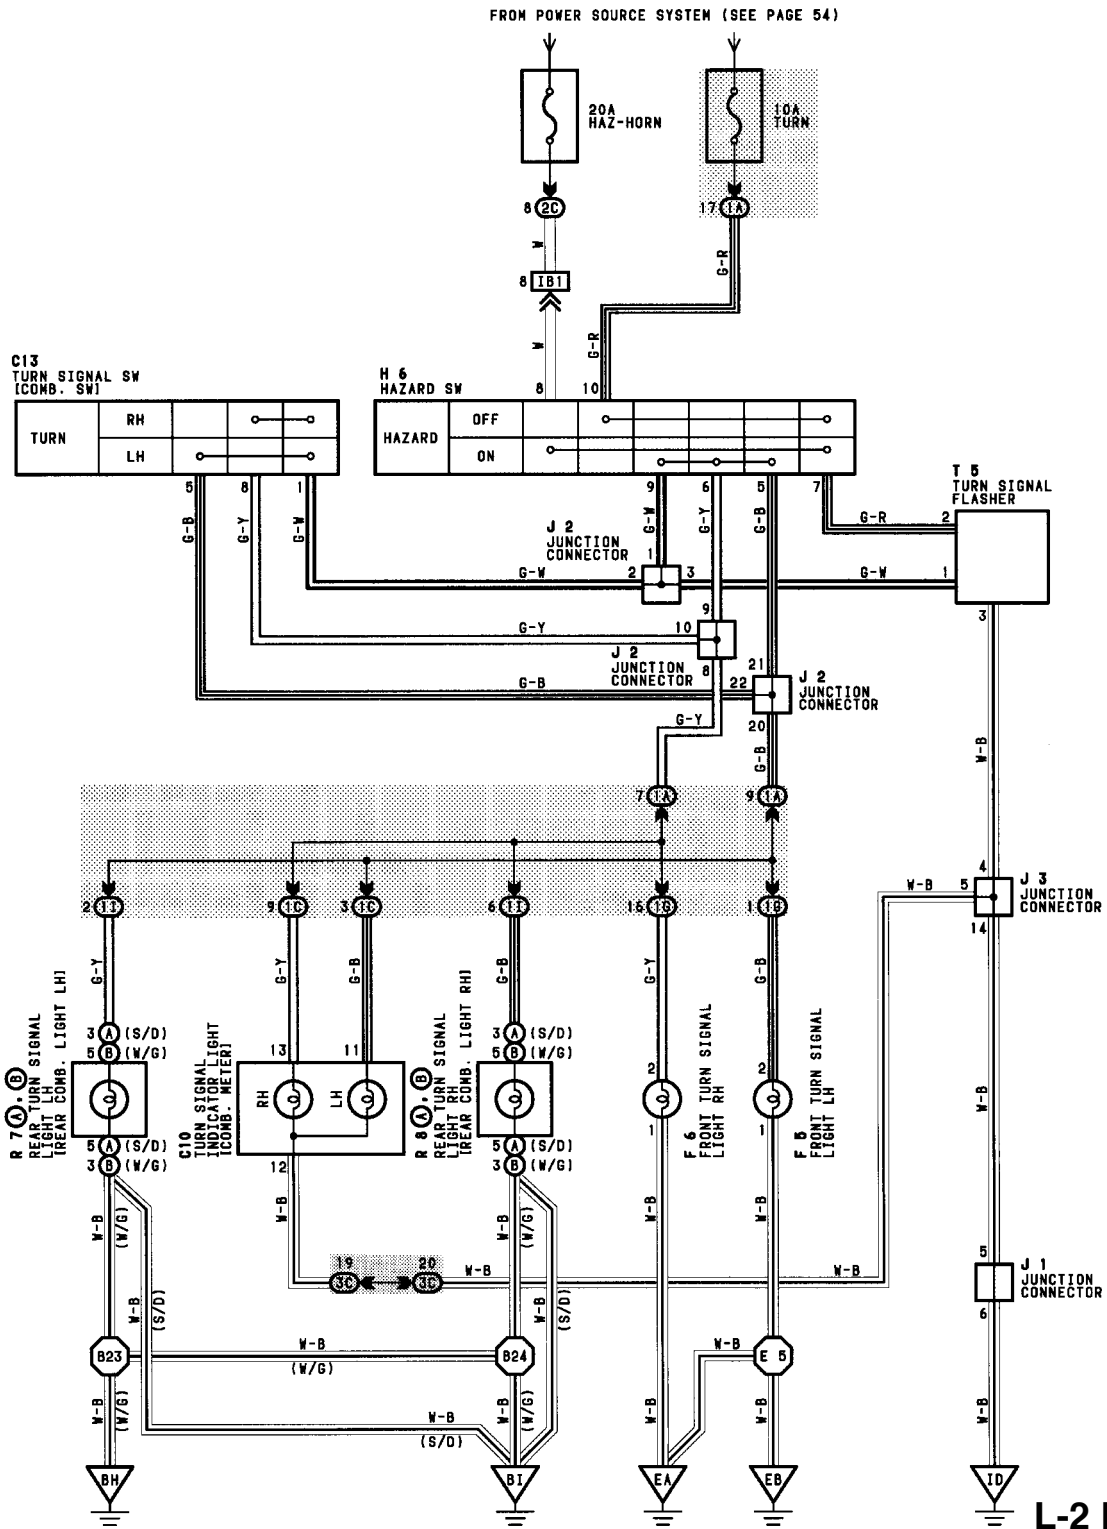 FROM POWER SOURCE SYSTEM (SEE PAGE 54)
20A
HAZ-HORN
10A
TURN
8 2C
17 1A
W
G-R
8 IB1
W
G-R
C13
TURN SIGNAL SW
[COMB. SW]
H 6
HAZARD SW
8
10
TURN
RH
LH
HAZARD
OFF
ON
5
8
1
9
6
5
7
G-B
G-Y
G-W
G-W
G-Y
G-B
T 5
TURN SIGNAL
FLASHER
G-R
2
J 2
JUNCTION
CONNECTOR
1
G-W
2
3
G-W
1
9
3
G-Y
10
J 2
JUNCTION
CONNECTOR
8
21
G-B
22
J 2
JUNCTION
CONNECTOR
G-Y
20
G-B
W-B
7 1A
9 1A
4
W-B
5
J 3
JUNCTION
CONNECTOR
2 1I
9 1C
3 1C
6 1I
16 1G
1 1G
14
G-Y
G-Y
G-B
G-B
G-Y
G-B
3 A (S/D)
5 B (W/G)
3 A (S/D)
5 B (W/G)
13
11
2
2
R 7 A, B
REAR TURN SIGNAL
LIGHT LH
[REAR COMB. LIGHT LH]
C10
TURN SIGNAL
INDICATOR LIGHT
[COMB. METER]
RH
LH
R 8 A, B
REAR TURN SIGNAL
LIGHT RH
[REAR COMB. LIGHT RH]
F 6
FRONT TURN SIGNAL
LIGHT RH
F 5
FRONT TURN SIGNAL
LIGHT LH
W-B
1
1
5 A (S/D)
3 B (W/G)
12
5 A (S/D)
3 B (W/G)
W-B
(W/G)
W-B
W-B
(W/G)
W-B
W-B
19
3C
20
3C
W-B
W-B
5
J 1
JUNCTION
CONNECTOR
6
W-B
(S/D)
W-B
(S/D)
B23
W-B
(W/G)
B24
W-B
E 5
W-B
(W/G)
W-B
(S/D)
W-B
(W/G)
W-B
W-B
W-B
BH
BI
EA
EB
ID
L-2